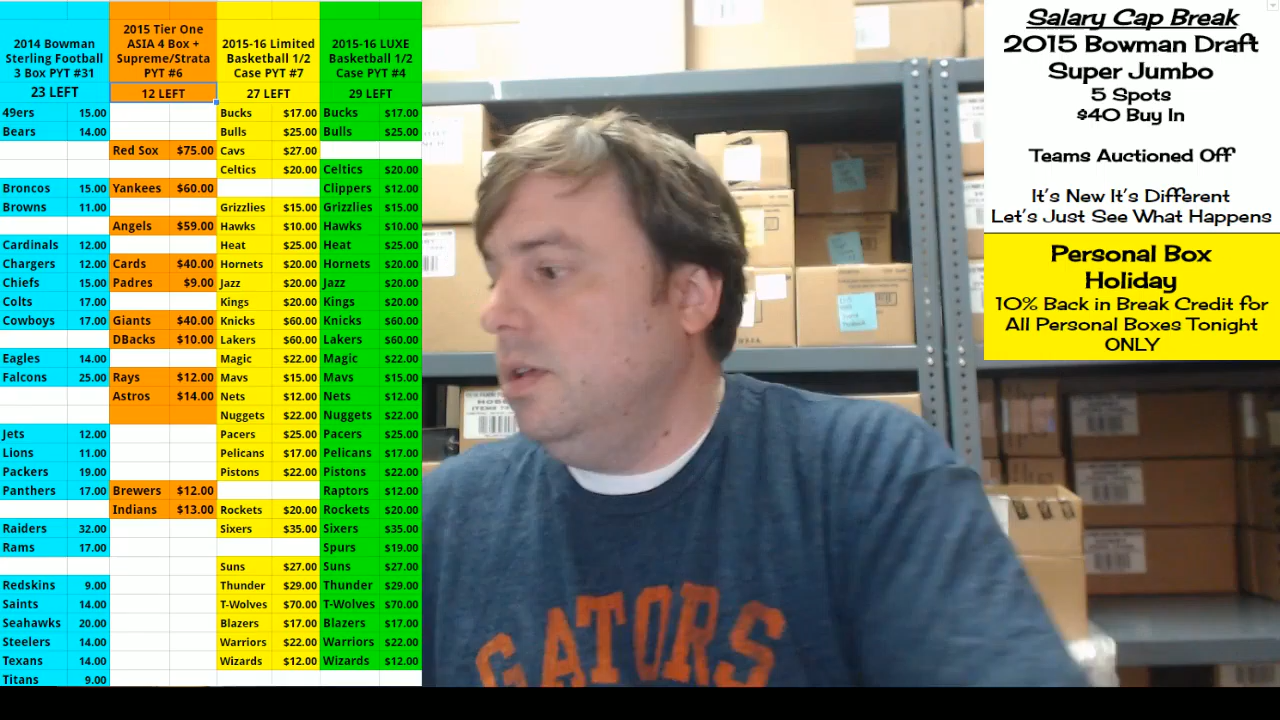 2014 Bowman
Sterling Football
3 Box PYT #31
23 LEFT
49ers 15.00
Bears 14.00
Broncos 15.00
Browns 11.00
Cardinals 12.00
Chargers 12.00
Chiefs 15.00
Colts 17.00
Cowboys 17.00
Eagles 14.00
Falcons 25.00
Jets 12.00
Lions 11.00
Packers 19.00
Panthers 17.00
Raiders 32.00
Rams 17.00
Redskins 9.00
Saints 14.00
Seahawks 20.00
Steelers 14.00
Texans 14.00
Titans 9.00
2015 Tier One
ASIA 4 Box +
Supreme/Strata
PYT #6
12 LEFT
Red Sox $75.00
Yankees $60.00
Angels $59.00
Cards $40.00
Padres $9.00
Giants $40.00
DBacks $10.00
Rays $12.00
Astros $14.00
Brewers $12.00
Indians $13.00
2015-16 Limited
Basketball 1/2
Case PYT #7
27 LEFT
Bucks $17.00
Bulls $25.00
Cavs $27.00
Celtics $20.00
Grizzlies $15.00
Hawks $10.00
Heat $25.00
Hornets $20.00
Jazz $20.00
Kings $20.00
Knicks $60.00
Lakers $60.00
Magic $22.00
Mavs $15.00
Nets $12.00
Nuggets $22.00
Pacers $25.00
Pelicans $17.00
Pistons $22.00
Rockets $20.00
Sixers $35.00
Suns $27.00
Thunder $29.00
T-Wolves $70.00
Blazers $17.00
Warriors $22.00
Wizards $12.00
2015-16 LUXE
Basketball 1/2
Case PYT #4
29 LEFT
Bucks $17.00
Bulls $25.00
Celtics $20.00
Clippers $12.00
Grizzlies $15.00
Hawks $10.00
Heat $25.00
Hornets $20.00
Jazz $20.00
Kings $20.00
Knicks $60.00
Lakers $60.00
Magic $22.00
Mavs $15.00
Nets $12.00
Nuggets $22.00
Pacers $25.00
Pelicans $17.00
Pistons $22.00
Raptors $12.00
Rockets $20.00
Sixers $35.00
Spurs $19.00
Suns $27.00
Thunder $29.00
T-Wolves $70.00
Blazers $17.00
Warriors $22.00
Wizards $12.00
GATORS
Salary Cap Break
2015 Bowman Draft
Super Jumbo
5 Spots
$40 Buy In
Teams Auctioned Off
It's New It's Different
Let's Just See What Happens
Personal Box
Holiday
10% Back in Break Credit for
All Personal Boxes Tonight
ONLY